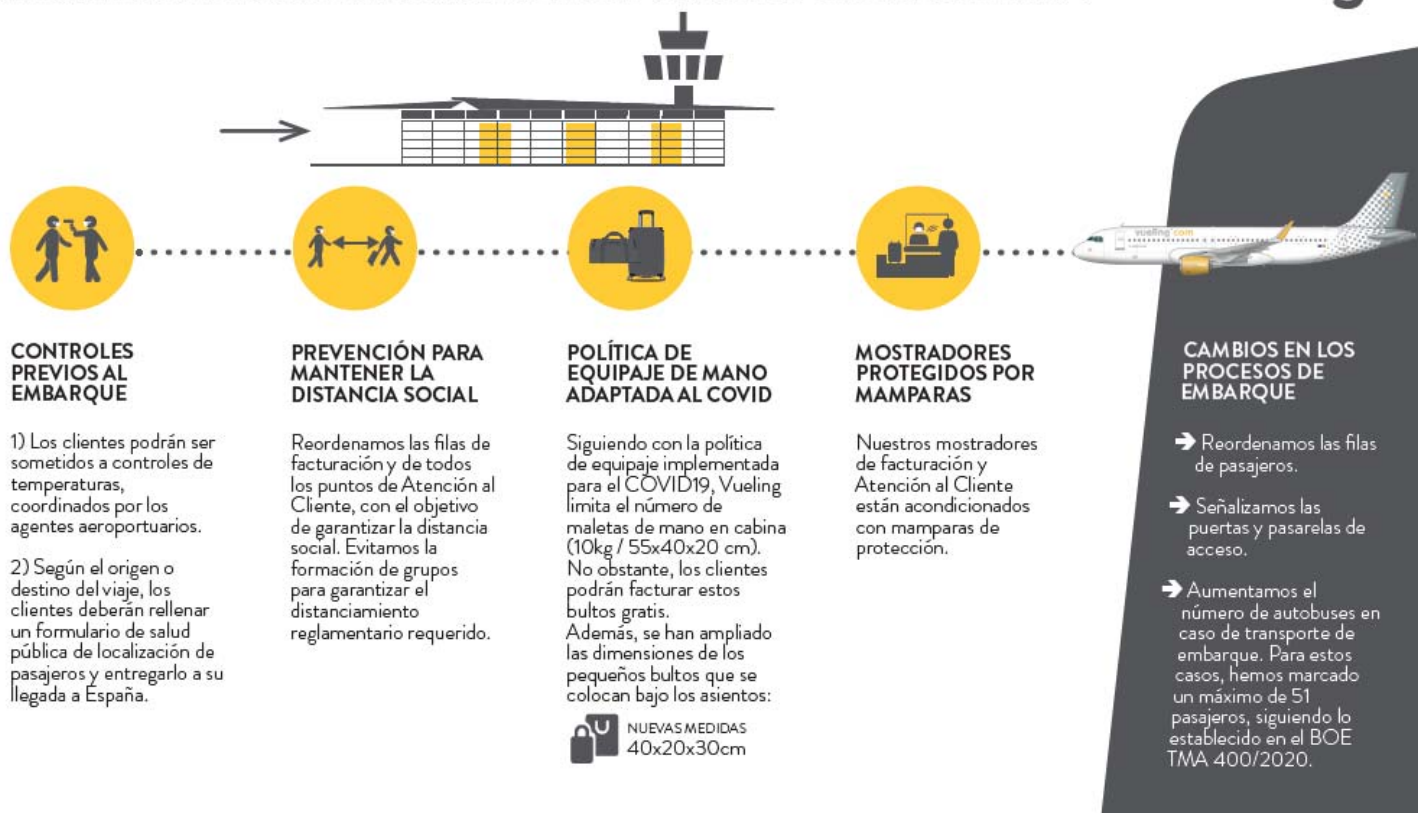 vueling.com
CONTROLES
PREVIOS AL
EMBARQUE
1) Los clientes podrán ser
sometidos a controles de
temperaturas,
coordinados por los
agentes aeroportuarios.
2) Según el origen o
destino del viaje, los
clientes deberán rellenar
un formulario de salud
pública de localización de
pasajeros y entregarlo a su
llegada a España.
PREVENCIÓN PARA
MANTENER LA
DISTANCIA SOCIAL
Reordenamos las filas de
facturación y de todos
los puntos de Atención al
Cliente, con el objetivo
de garantizar la distancia
social. Evitamos la
formación de grupos
para garantizar el
distanciamiento
reglamentario requerido.
POLÍTICA DE
EQUIPAJE DE MANO
ADAPTADA AL COVID
Siguiendo con la política
de equipaje implementada
para el COVID19, Vueling
limita el número de
maletas de mano en cabina
(10kg / 55x40x20 cm).
No obstante, los clientes
podrán facturar estos
bultos gratis.
Además, se han ampliado
las dimensiones de los
pequeños bultos que se
colocan bajo los asientos:
NUEVAS MEDIDAS
40x20x30cm
MOSTRADORES
PROTEGIDOS POR
MAMPARAS
Nuestros mostradores
de facturación y
Atención al Cliente
están acondicionados
con mamparas de
protección.
CAMBIOS EN LOS
PROCESOS DE
EMBARQUE
➔ Reordenamos las filas
de pasajeros.
➔ Señalizamos las
puertas y pasarelas de
acceso.
➔ Aumentamos el
número de autobuses en
caso de transporte de
embarque. Para estos
casos, hemos marcado
un máximo de 51
pasajeros, siguiendo lo
establecido en el BOE
TMA 400/2020.